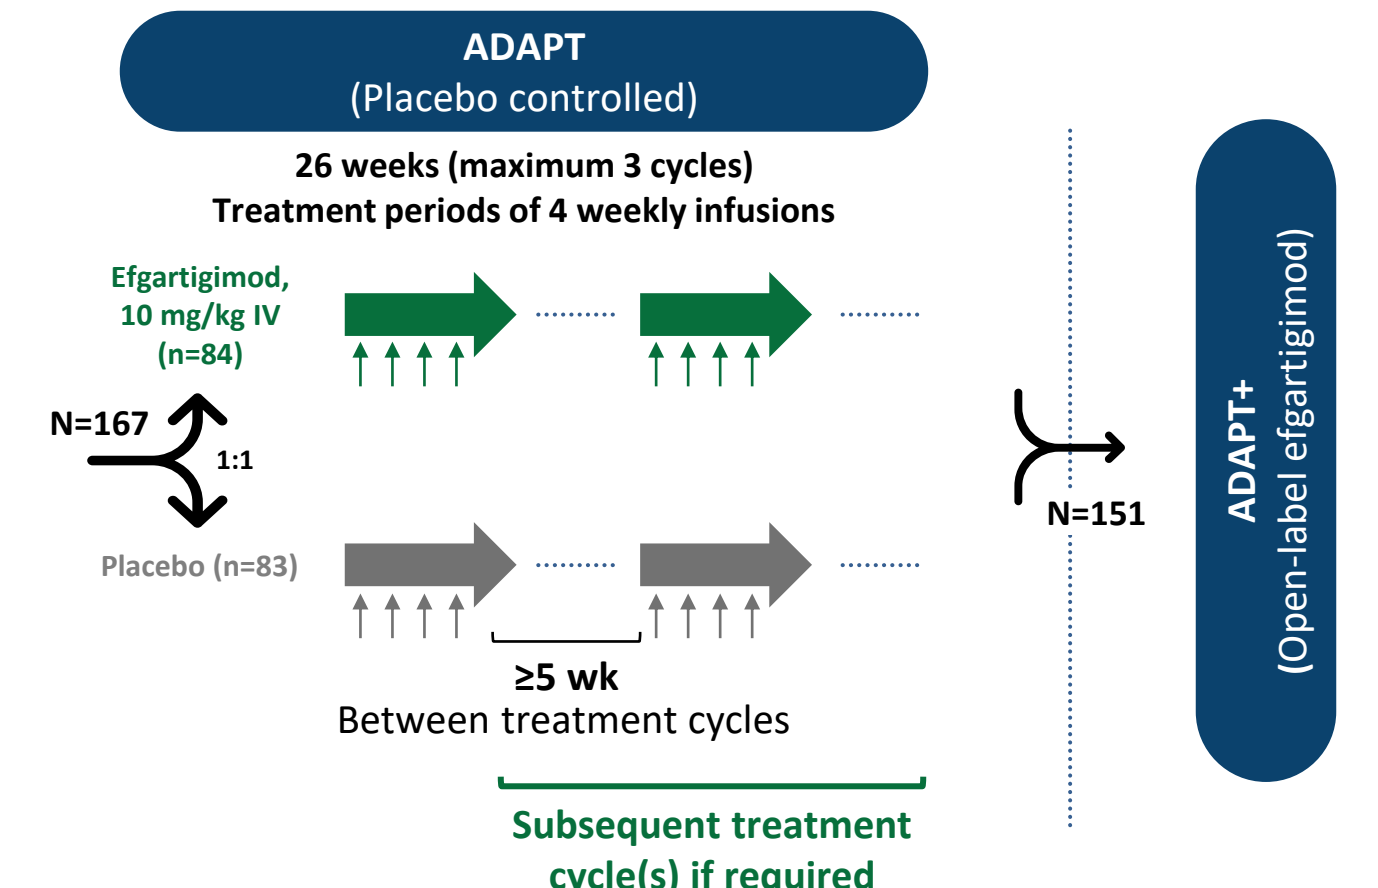 ADAPT
(Placebo controlled)
26 weeks (maximum 3 cycles)
Treatment periods of 4 weekly infusions
Efgartigimod,
10 mg/kg IV
(n=84)
N=167
1:1
Placebo (n=83)
≥5 wk
Between treatment cycles
Subsequent treatment
cycle(s) if required
N=151
ADAPT+
(Open-label efgartigimod)